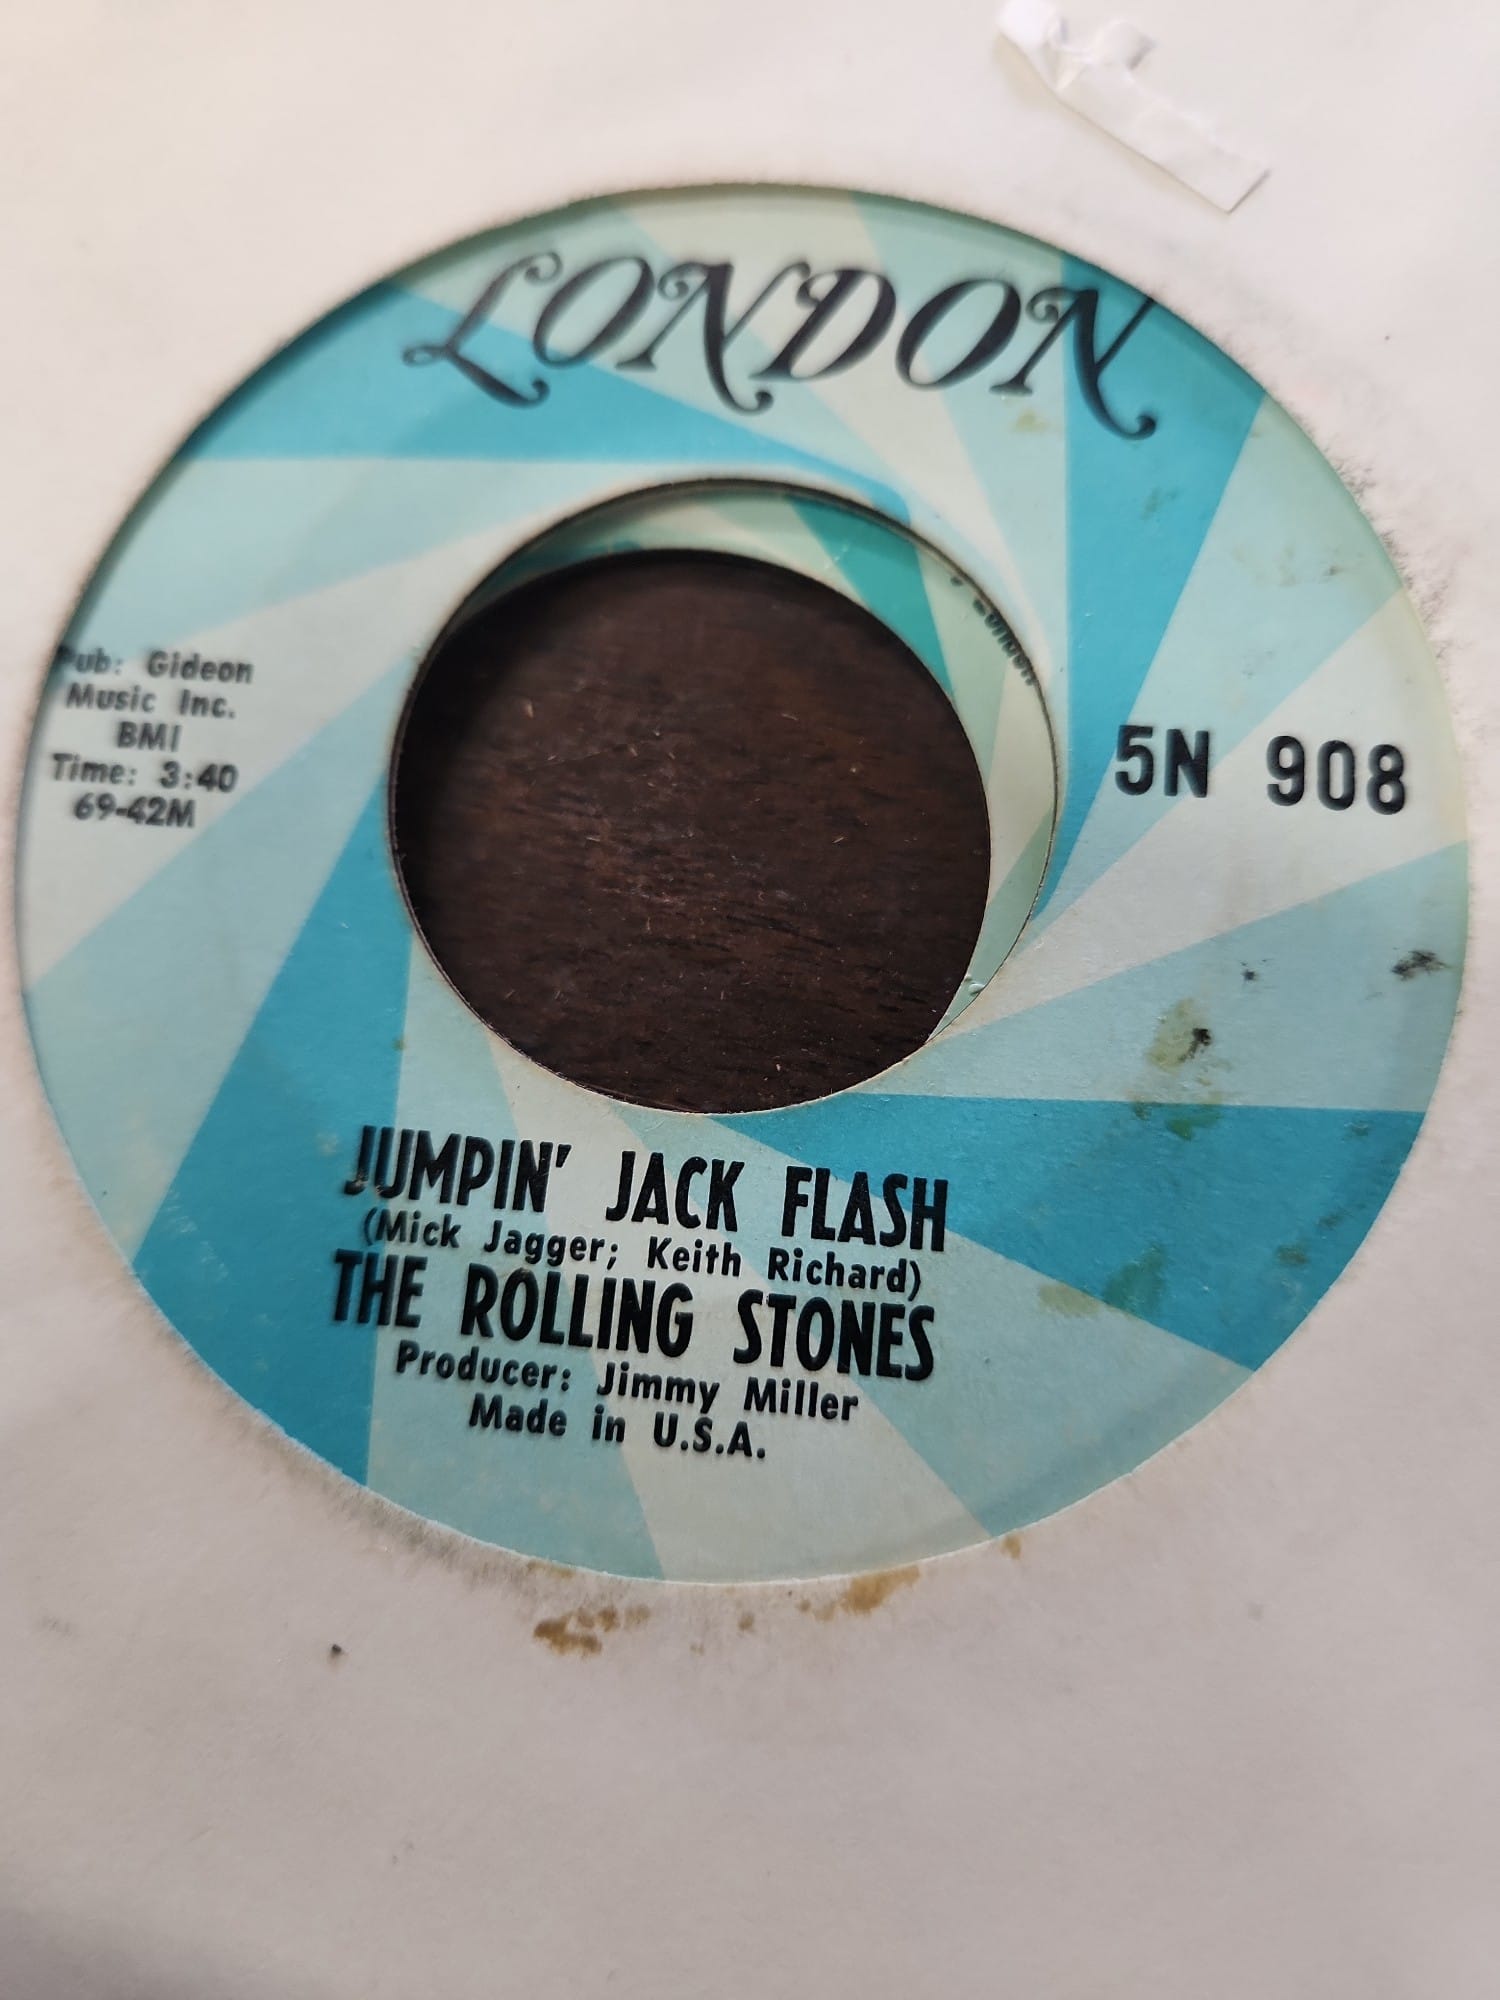 LONDON
Pub: Gideon
Music Inc.
BMI
Time: 3:40
69-42M
5N 908
JUMPIN' JACK FLASH
(Mick Jagger; Keith Richard)
THE ROLLING STONES
Producer: Jimmy Miller
Made in U.S.A.